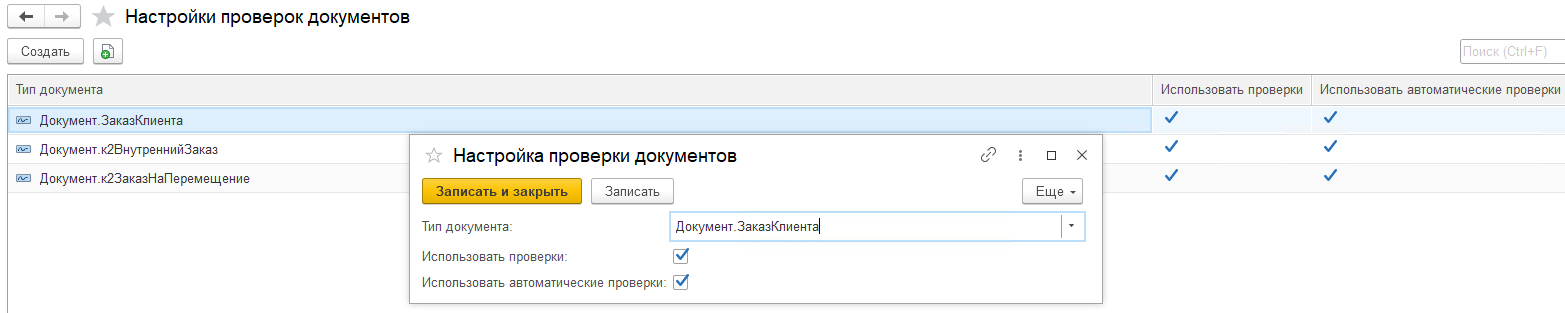 Настройки проверок документов
Создать
Поиск (Ctrl+F)
Тип документа
Использовать проверки
Использовать автоматические проверки
Документ.ЗаказКлиента
Документ.к2ВнутреннийЗаказ
Документ.к2ЗаказНаПеремещение
Настройка проверки документов
Записать и закрыть
Записать
Еще
Тип документа:
Документ.ЗаказКлиента
Использовать проверки:
Использовать автоматические проверки: